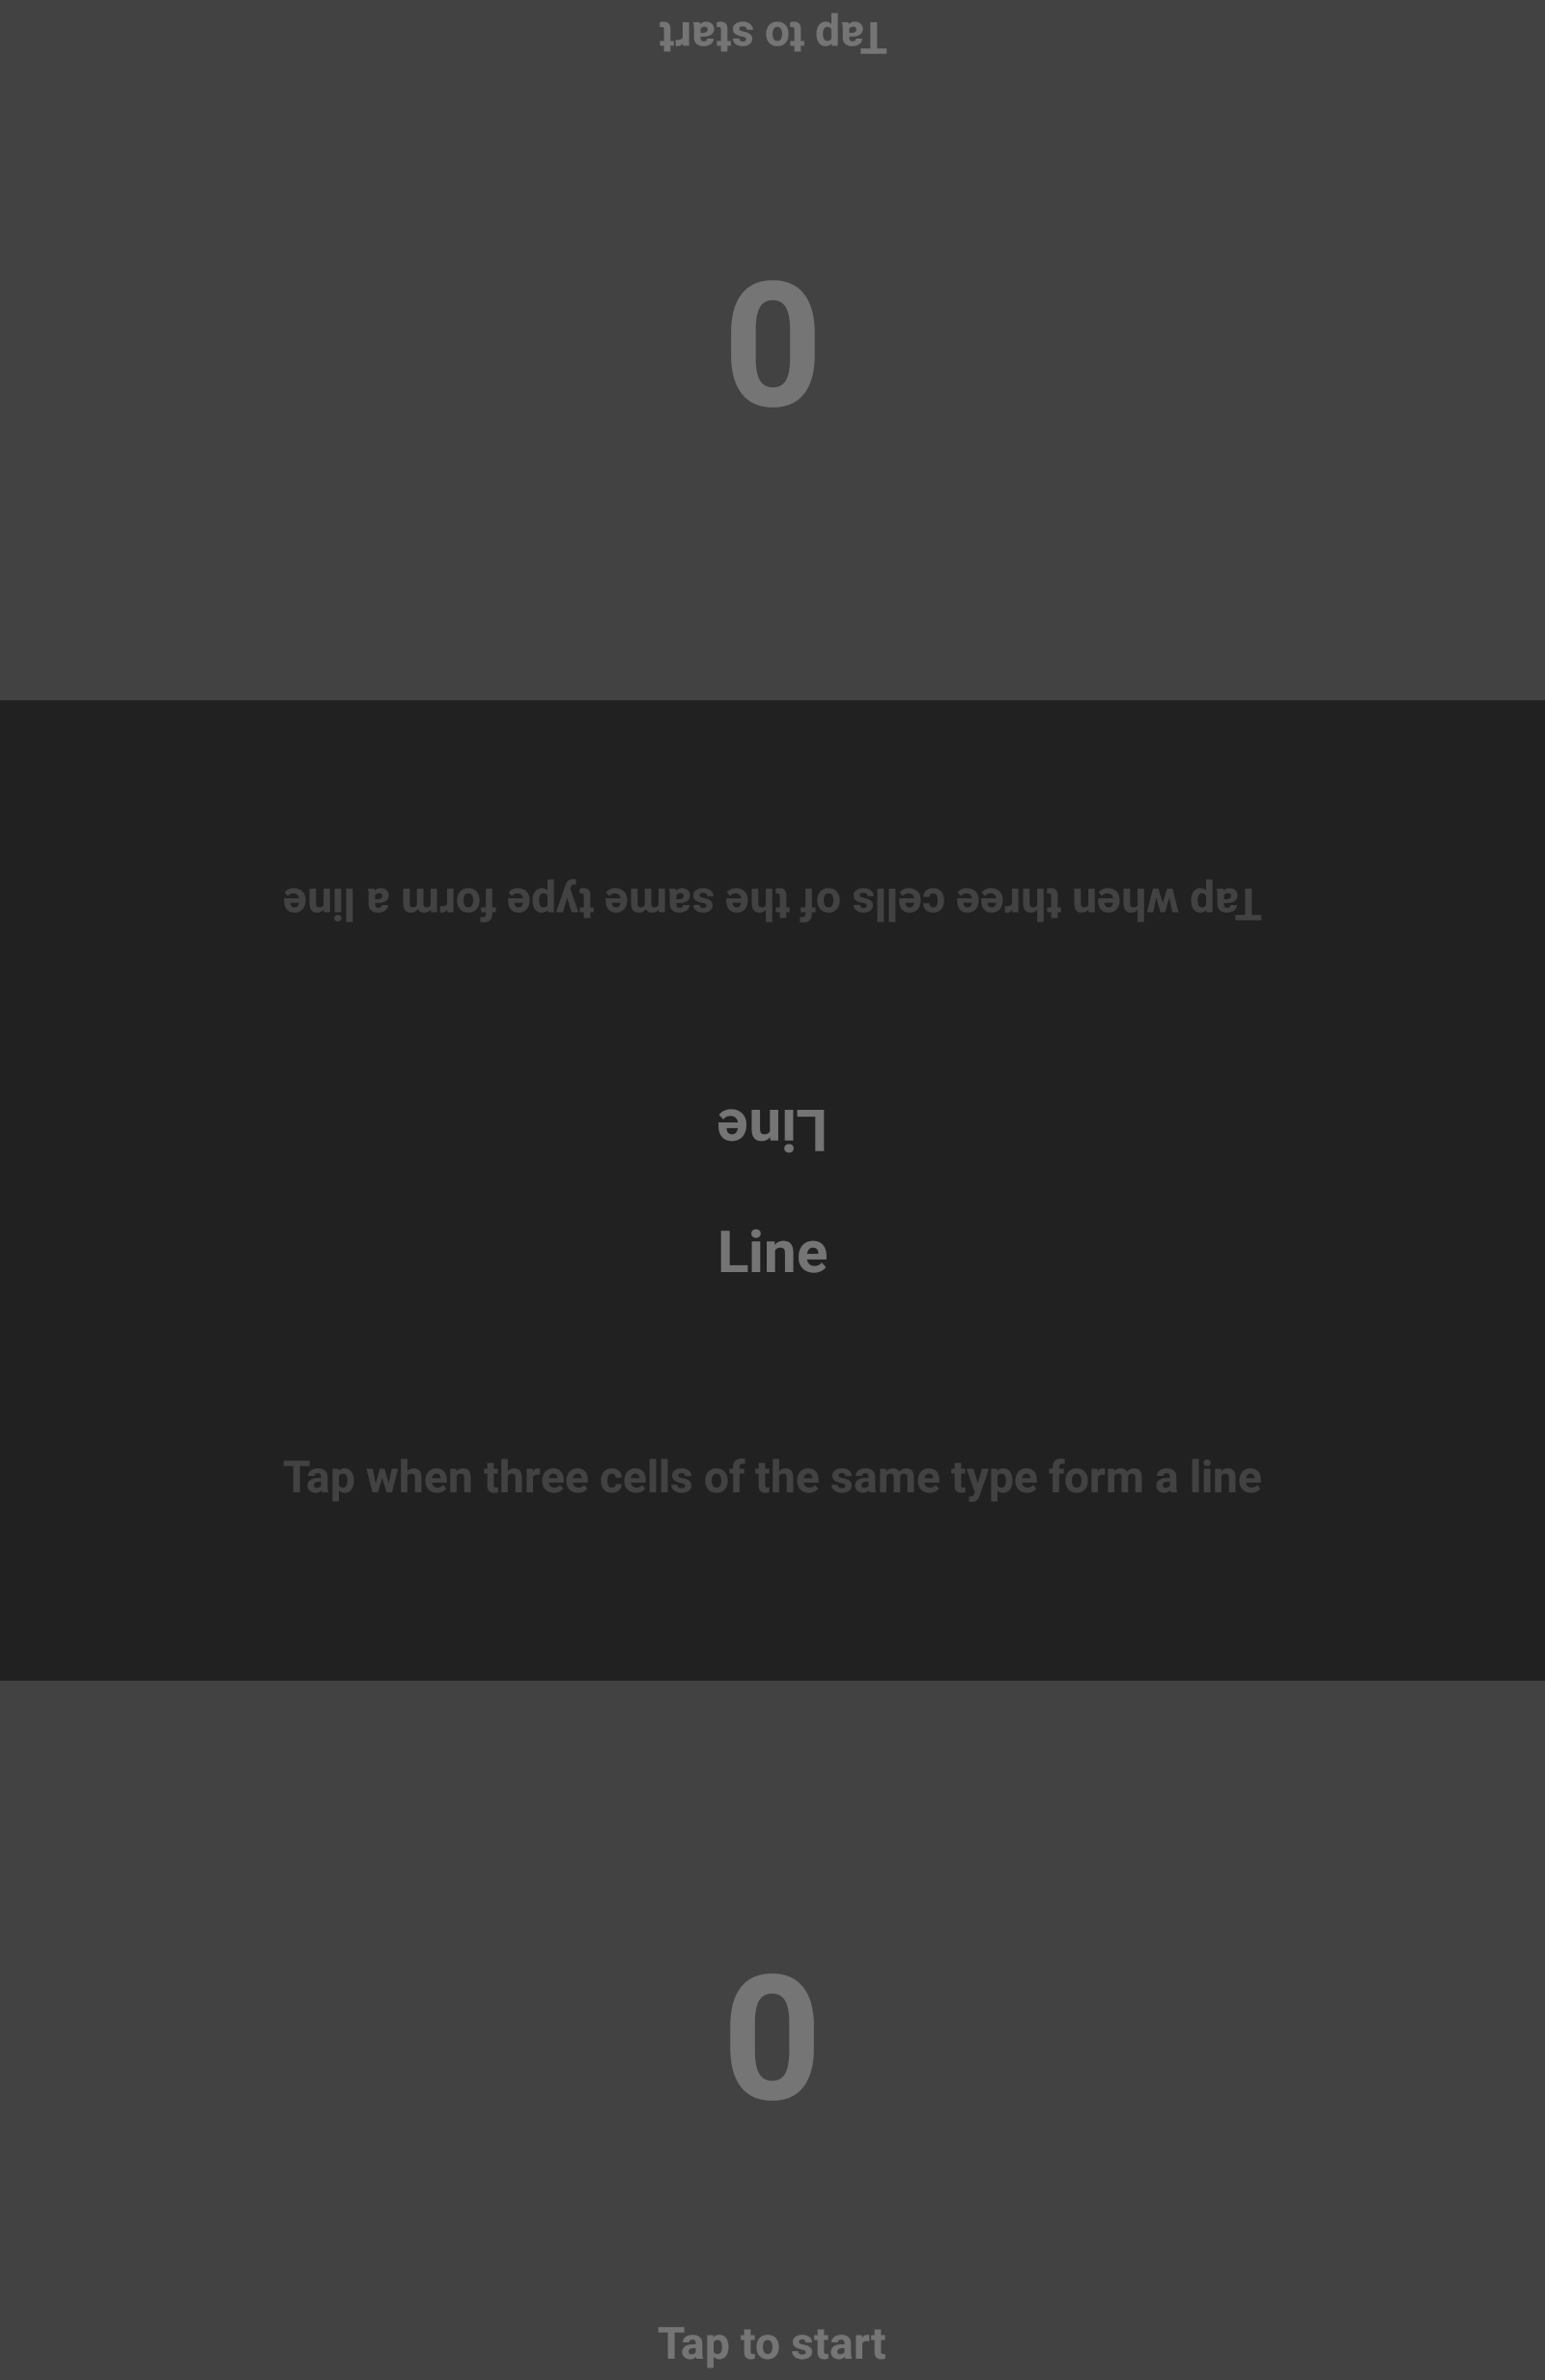 Tap to start
0
Tap when three cells of the same type form a line
Line
Line
Tap when three cells of the same type form a line
0
Tap to start